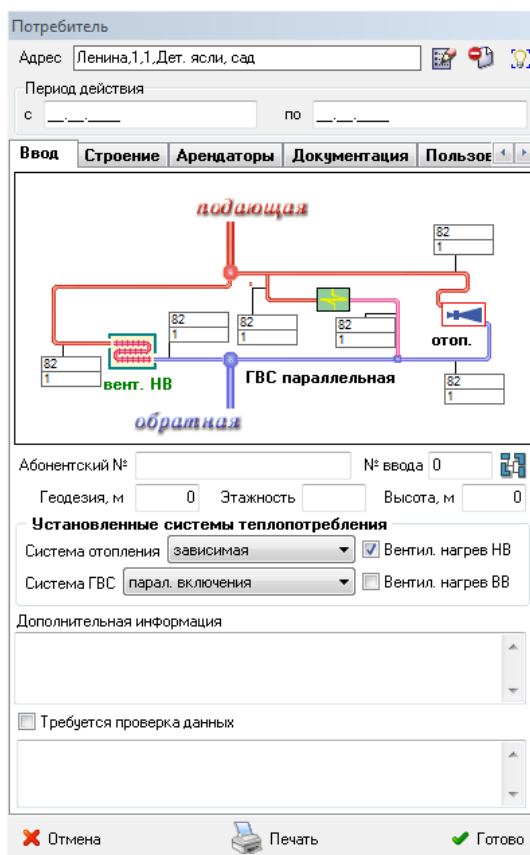 Потребитель
Адрес Ленина,1,1,Дет. ясли, сад
Период действия
с __.__.____ по __.__.____
Ввод Строение Арендаторы Документация Пользов
подающая
82
1
82
1
82
1
82
1
отоп.
82
1
вент. НВ
ГВС параллельная
82
1
обратная
Абонентский № № ввода 0
Геодезия, м 0 Этажность Высота, м 0
Установленные системы теплопотребления
Система отопления зависимая Вентил. нагрев НВ
Система ГВС парал. включения Вентил. нагрев ВВ
Дополнительная информация
Требуется проверка данных
Отмена Печать Готово